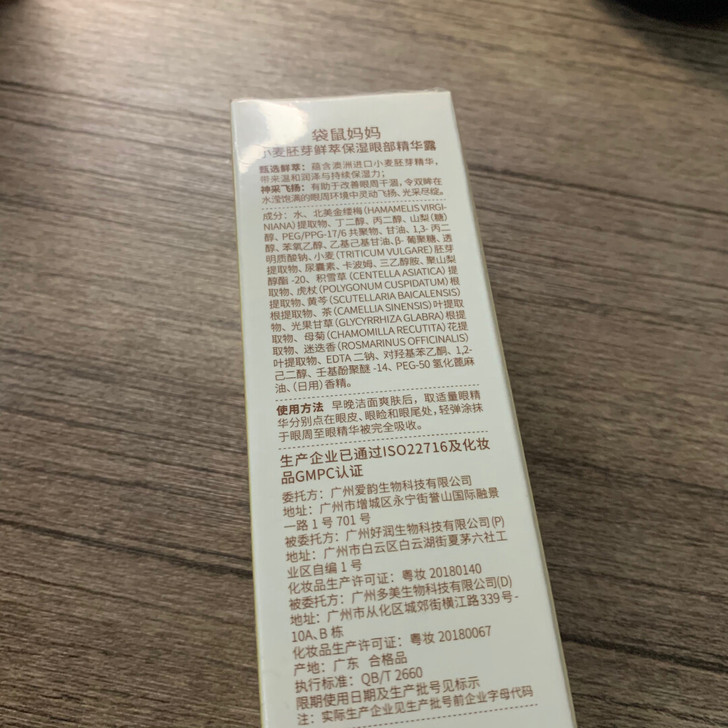 袋鼠妈妈
小麦胚芽鲜萃保湿眼部精华露
甄选鲜萃：蕴含澳洲进口小麦胚芽精华，
带来温和润泽与持续保湿力；
神采飞扬：有助于改善眼周干涸，令双眸在
水滢饱满的眼周环境中灵动飞扬、光采尽绽。
成分：水、北美金缕梅(HAMAMELIS VIRGI-
NIANA)提取物、丁二醇、丙二醇、山梨(糖)
醇、PEG/PPG-17/6 共聚物、甘油、1,3- 丙二
醇、苯氧乙醇、乙基己基甘油、β- 葡聚糖、透
明质酸钠、小麦(TRITICUM VULGARE)胚芽
提取物、尿囊素、卡波姆、三乙醇胺、聚山梨
醇酯 -20、积雪草(CENTELLA ASIATICA)提
取物、虎杖(POLYGONUM CUSPIDATUM)根
提取物、黄芩(SCUTELLARIA BAICALENSIS)
根提取物、茶(CAMELLIA SINENSIS)叶提取
物、光果甘草(GLYCYRRHIZA GLABRA)根提
取物、母菊(CHAMOMILLA RECUTITA)花提
取物、迷迭香(ROSMARINUS OFFICINALIS)
叶提取物、EDTA 二钠、对羟基苯乙酮、1,2-
己二醇、壬基酚聚醚 -14、PEG-50 氢化蓖麻
油、(日用)香精。
使用方法 早晚洁面爽肤后，取适量眼精
华分别点在眼皮、眼睑和眼尾处，轻弹涂抹
于眼周至眼精华被完全吸收。
生产企业已通过ISO22716及化妆
品GMPC认证
委托方：广州爱韵生物科技有限公司
地址：广州市增城区永宁街誉山国际融景
一路 1 号 701 号
被委托方：广州好润生物科技有限公司(P)
地址：广州市白云区白云湖街夏茅六社工
业区自编 1 号
化妆品生产许可证：粤妆 20180140
被委托方：广州多美生物科技有限公司(D)
地址：广州市从化区城郊街横江路 339 号-
10A、B 栋
化妆品生产许可证：粤妆 20180067
产地：广东 合格品
执行标准：QB/T 2660
限期使用日期及生产批号见标示
注：实际生产企业见生产批号前企业字母代码